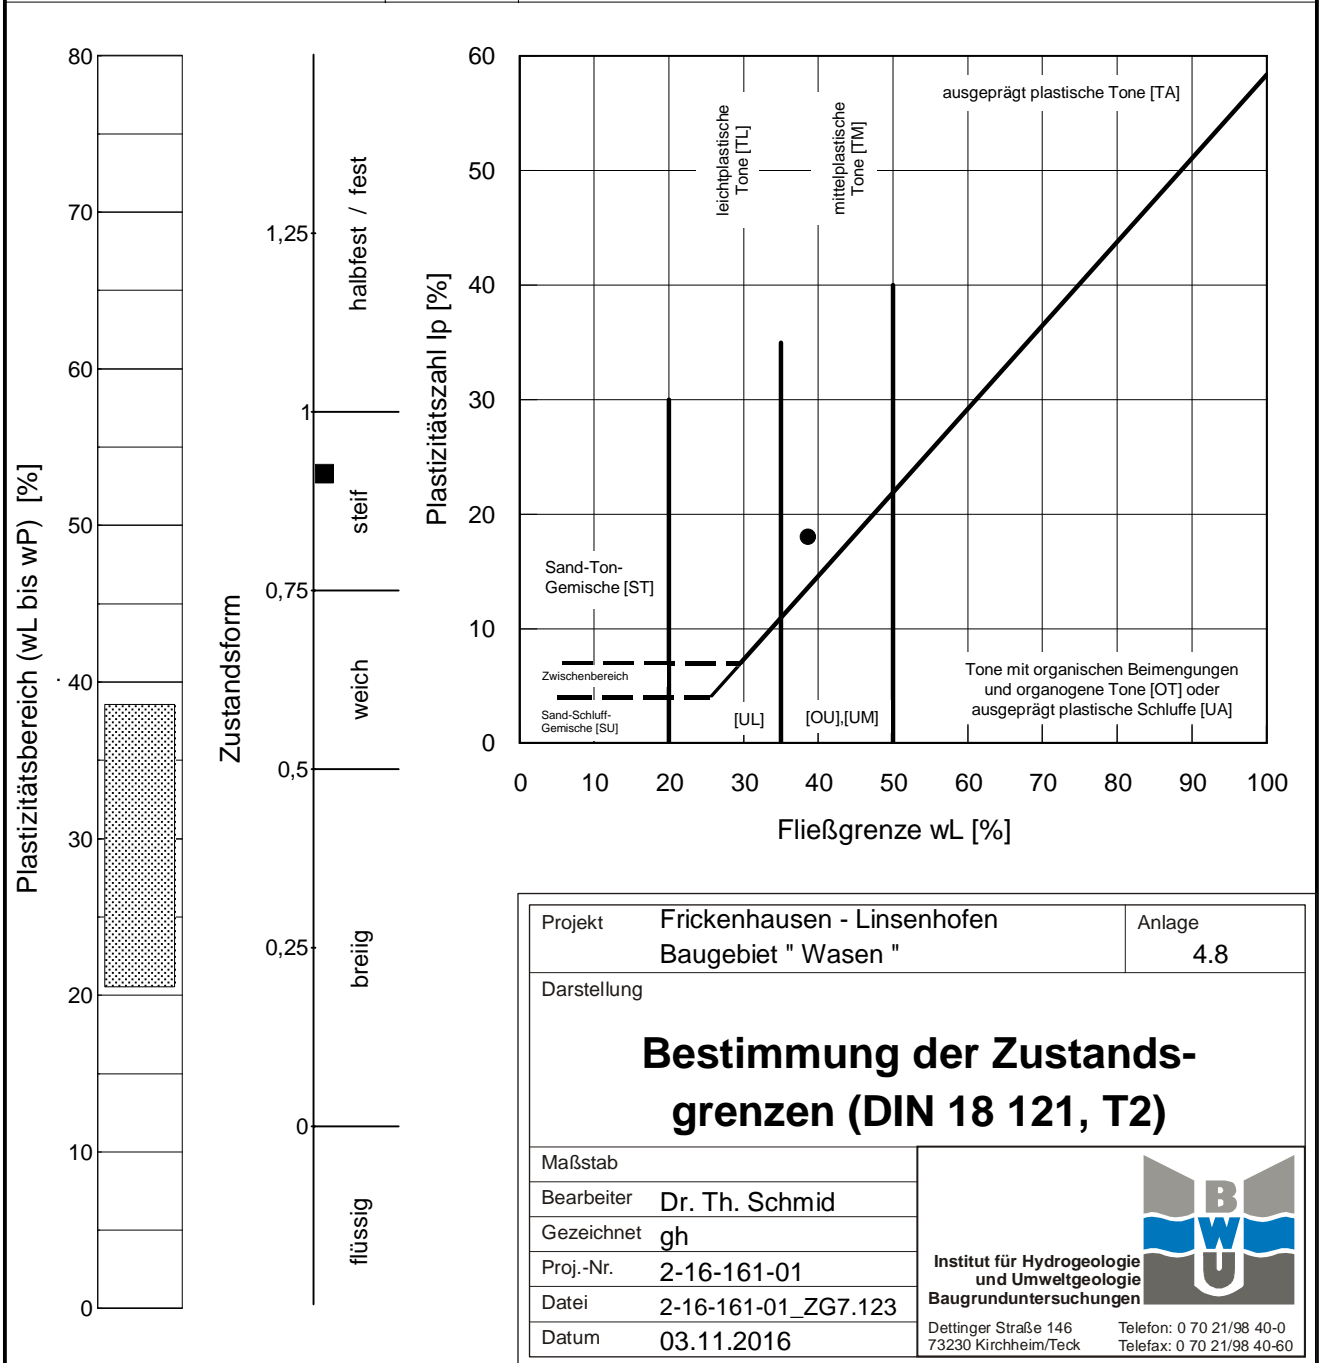 Plastizitätsbereich (wL bis wP) [%]
80
70
60
50
40
30
20
10
0
Zustandsform
1,25
1
0,75
0,5
0,25
0
halbfest / fest
steif
weich
breiig
flüssig
Plastizitätszahl Ip [%]
60
50
40
30
20
10
0
leichtplastische
Tone [TL]
mittelplastische
Tone [TM]
ausgeprägt plastische Tone [TA]
Sand-Ton-
Gemische [ST]
Zwischenbereich
Sand-Schluff-
Gemische [SU]
[UL]
[OU],[UM]
Tone mit organischen Beimengungen
und organogene Tone [OT] oder
ausgeprägt plastische Schluffe [UA]
0 10 20 30 40 50 60 70 80 90 100
Fließgrenze wL [%]
Projekt Frickenhausen - Linsenhofen
Baugebiet " Wasen "
Anlage
4.8
Darstellung
Bestimmung der Zustands-
grenzen (DIN 18 121, T2)
Maßstab
Bearbeiter Dr. Th. Schmid
Gezeichnet gh
Proj.-Nr. 2-16-161-01
Datei 2-16-161-01_ZG7.123
Datum 03.11.2016
B
W
U
Institut für Hydrogeologie
und Umweltgeologie
Baugrunduntersuchungen
Dettinger Straße 146 Telefon: 0 70 21/98 40-0
73230 Kirchheim/Teck Telefax: 0 70 21/98 40-60